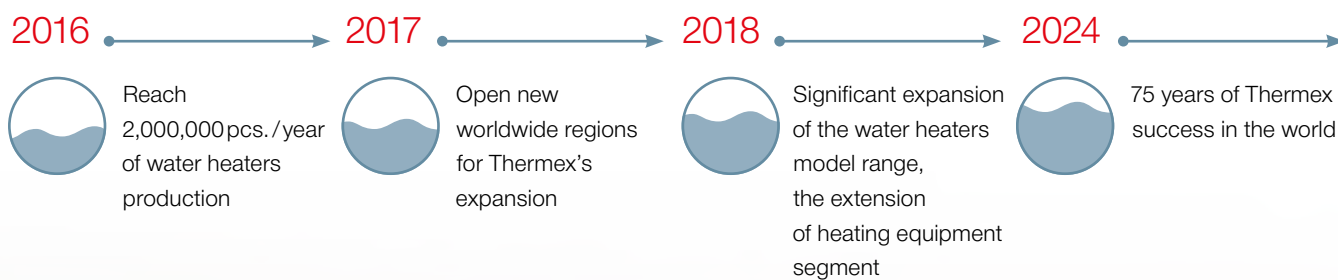 2016
Reach
2,000,000 pcs. / year
of water heaters
production
2017
Open new
worldwide regions
for Thermex's
expansion
2018
Significant expansion
of the water heaters
model range,
the extension
of heating equipment
segment
2024
75 years of Thermex
success in the world